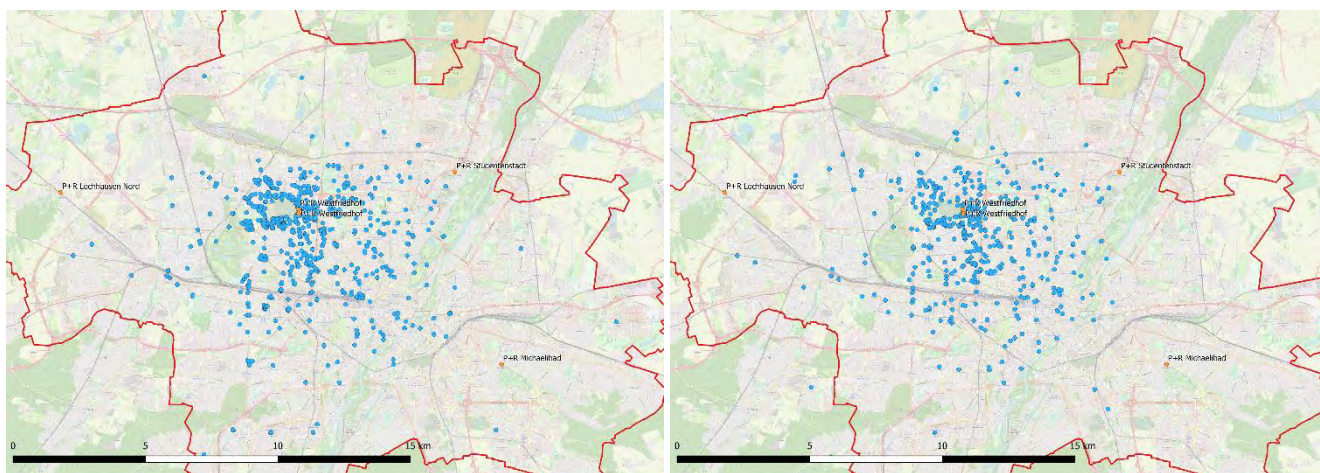 P+R Studentenstadt
P+R Lochhausen Nord
P+R Westfriedhof
P+R Westfriedhof
P+R Michaelibad
0 5 10 15 km
P+R Studentenstadt
P+R Lochhausen Nord
P+R Westfriedhof
P+R Westfriedhof
P+R Michaelibad
0 5 10 15 km